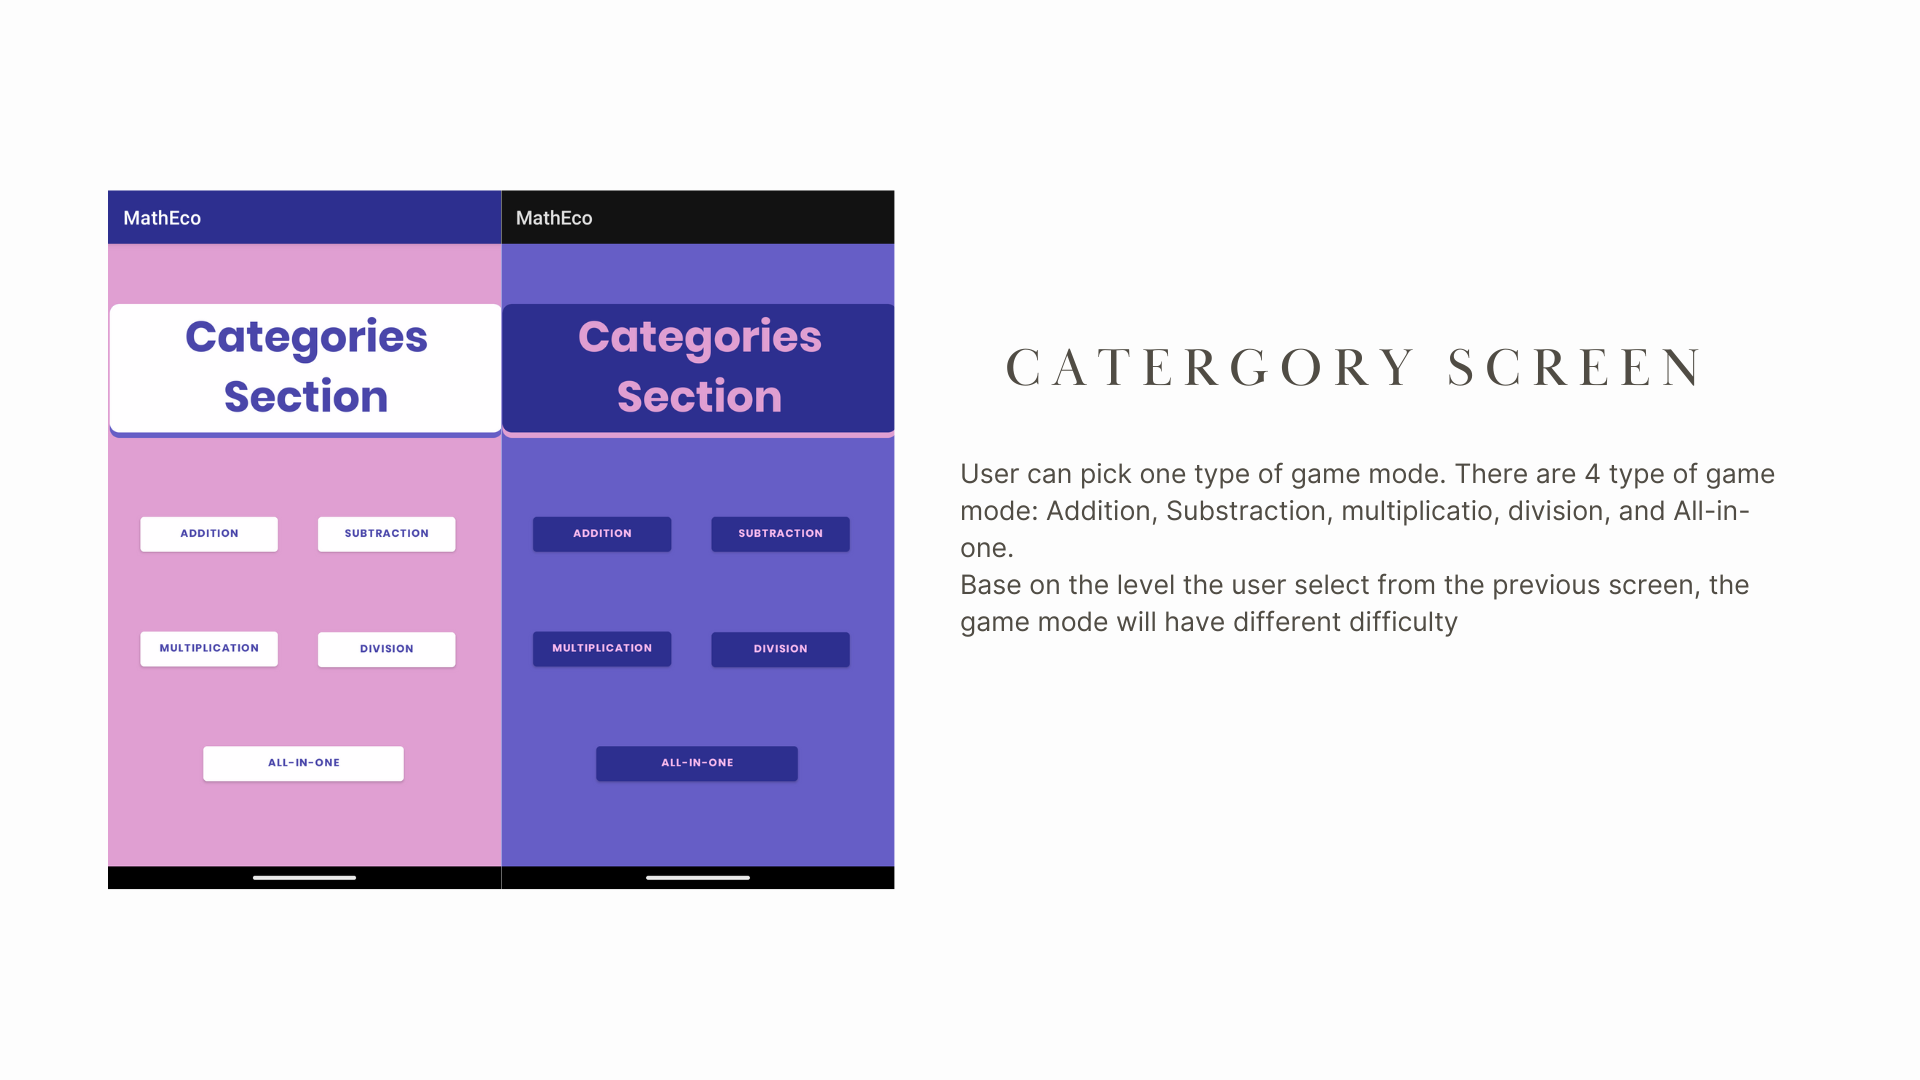 MathEco
Categories
Section
ADDITION
SUBTRACTION
MULTIPLICATION
DIVISION
ALL-IN-ONE
MathEco
Categories
Section
ADDITION
SUBTRACTION
MULTIPLICATION
DIVISION
ALL-IN-ONE
CATERGORY SCREEN
User can pick one type of game mode. There are 4 type of game
mode: Addition, Substraction, multiplicatio, division, and All-in-
one.
Base on the level the user select from the previous screen, the
game mode will have different difficulty